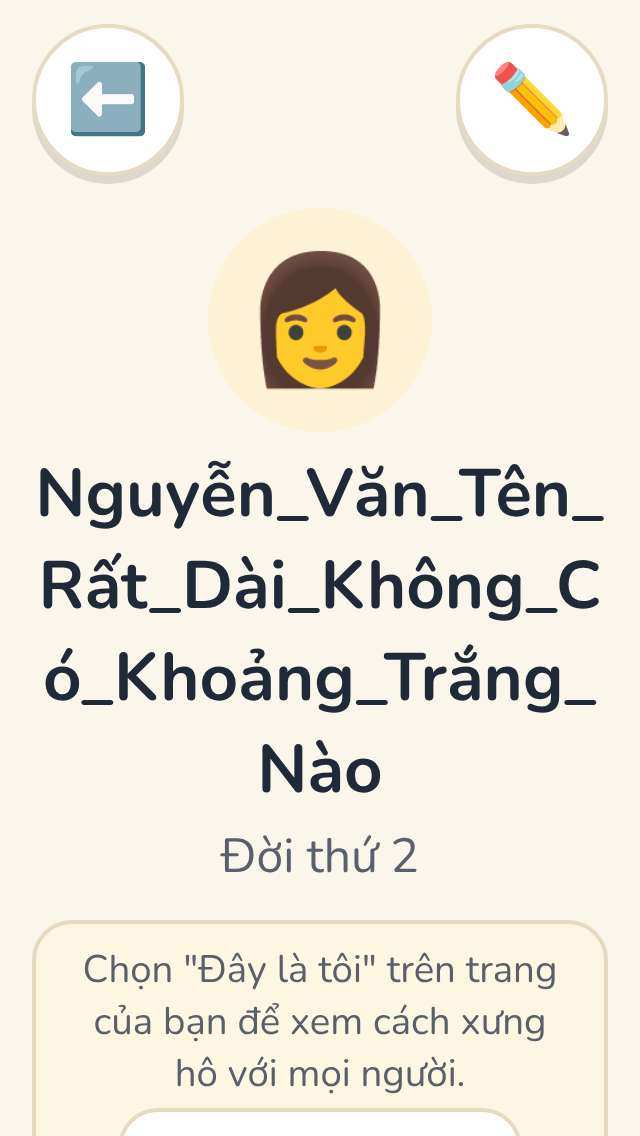 Nguyễn_Văn_Tên_
Rất_Dài_Không_C
ó_Khoảng_Trắng_
Nào
Đời thứ 2
Chọn "Đây là tôi" trên trang
của bạn để xem cách xưng
hô với mọi người.